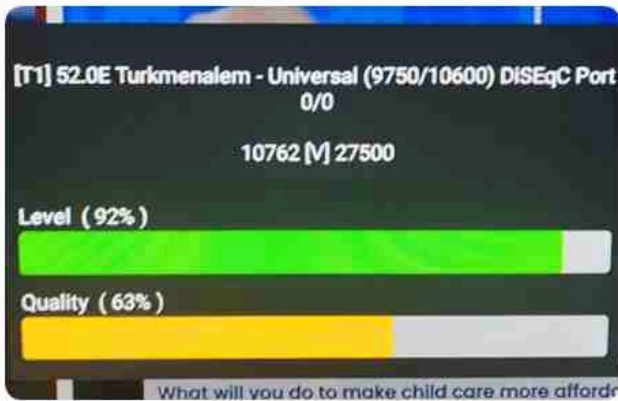 [T1] 52.0E Turkmenalem - Universal (9750/10600) DISEqC Port
0/0
10762 [V] 27500
Level ( 92% )
Quality ( 63% )
What will you do to make child care more afforda